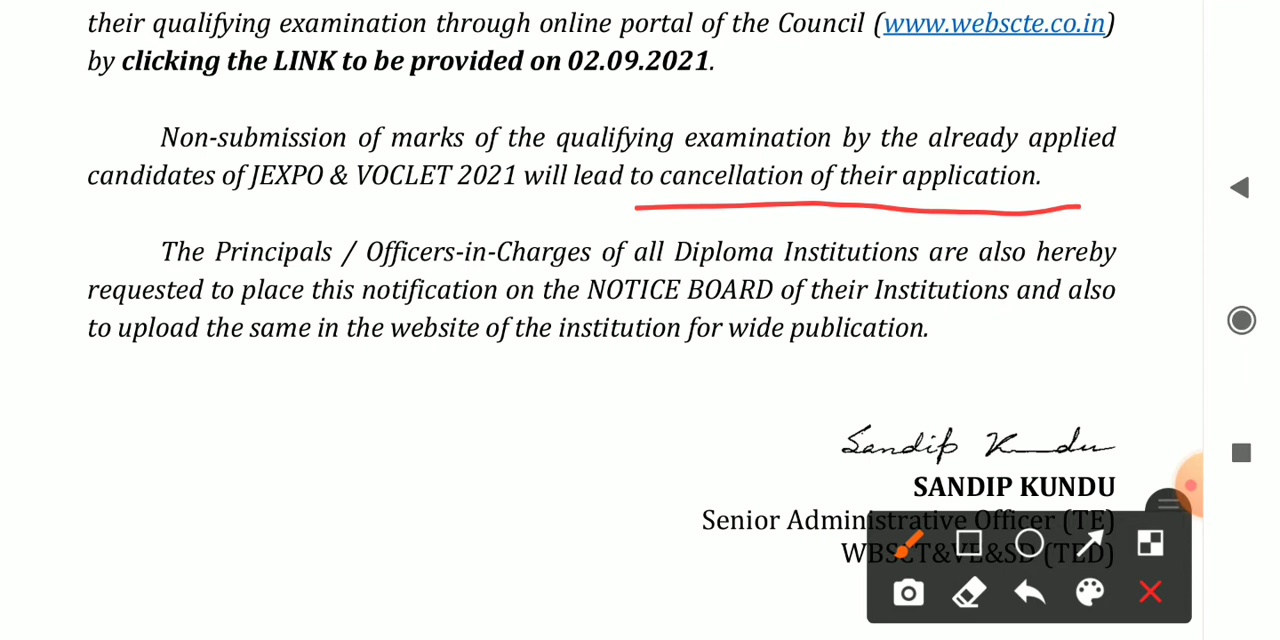 their qualifying examination through online portal of the Council (www.webscte.co.in)
by clicking the LINK to be provided on 02.09.2021.
Non-submission of marks of the qualifying examination by the already applied
candidates of JEXPO & VOCLET 2021 will lead to cancellation of their application.
The Principals / Officers-in-Charges of all Diploma Institutions are also hereby
requested to place this notification on the NOTICE BOARD of their Institutions and also
to upload the same in the website of the institution for wide publication.
Sandip Kundu
SANDIP KUNDU
Senior Administrative Officer (TE)
WBSCT&VE&SD (TED)